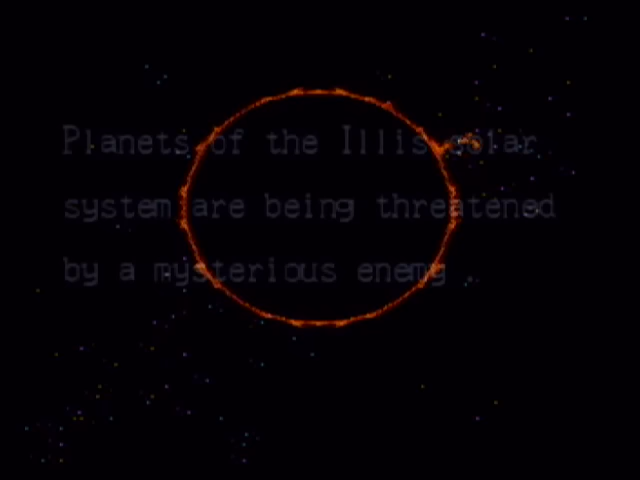 Planets of the Illis solar
system are being threatened
by a mysterious enemy .